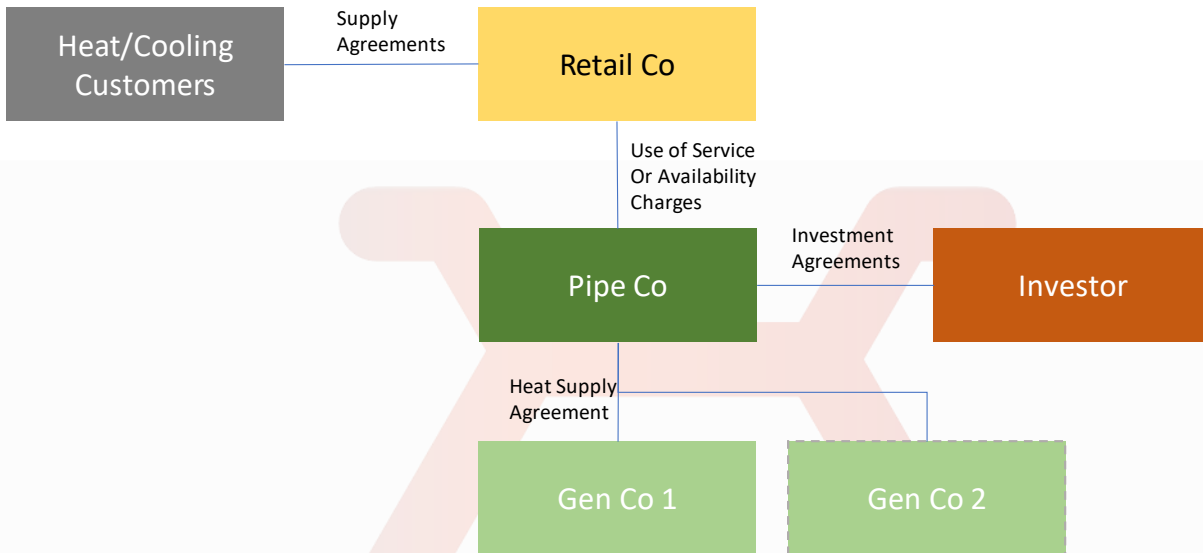 Supply
Agreements
Heat/Cooling
Customers
Retail Co
Use of Service
Or Availability
Charges
Investment
Agreements
Pipe Co
Investor
Heat Supply
Agreement
Gen Co 1
Gen Co 2